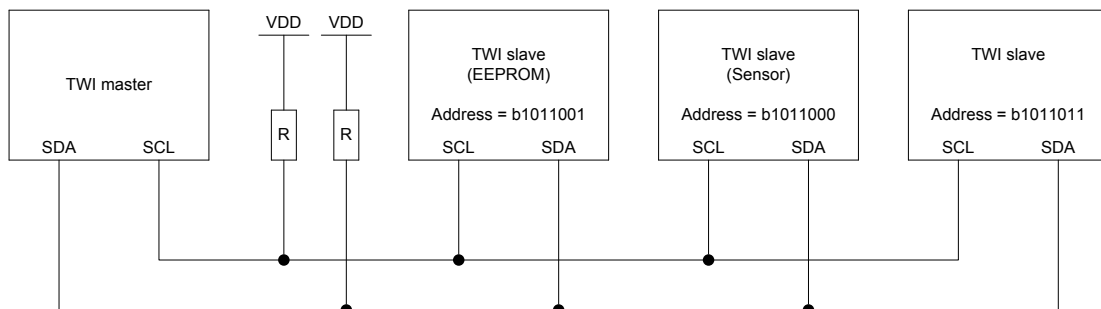 VDD VDD
TWI master
R R
SDA SCL
TWI slave
(EEPROM)
Address = b1011001
SCL SDA
TWI slave
(Sensor)
Address = b1011000
SCL SDA
TWI slave
Address = b1011011
SCL SDA